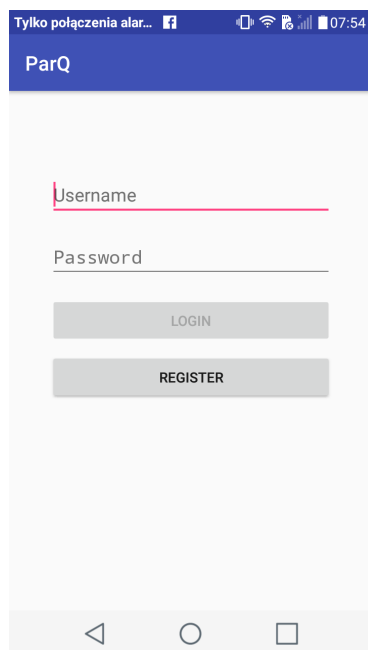 Tylko połączenia alar... 07:54
ParQ
Username
Password
LOGIN
REGISTER